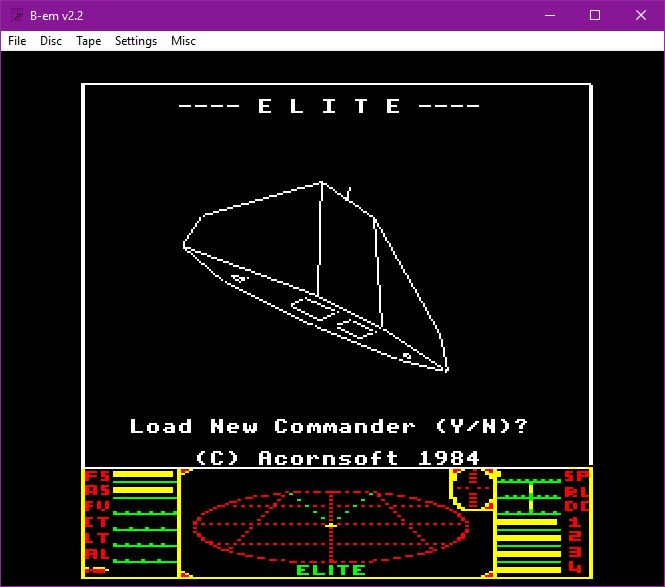 B-em v2.2
File Disc Tape Settings Misc
---- E L I T E ----
Load New Commander (Y/N)?
(C) Acornsoft 1984
FS
AS
FV
CT
LT
AL
SP
RL
DC
1
2
3
4
ELITE